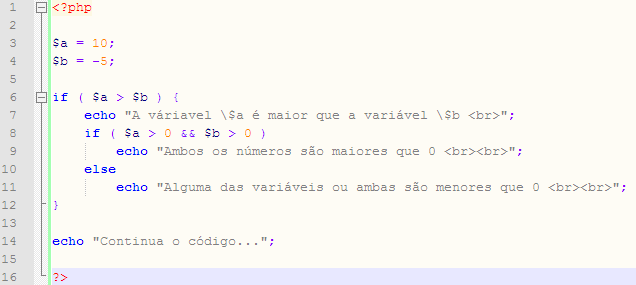 1 <?php
2
3 $a = 10;
4 $b = -5;
5
6 if ( $a > $b ) {
7 echo "A váriavel \$a é maior que a variável \$b <br>";
8 if ( $a > 0 && $b > 0 )
9 echo "Ambos os números são maiores que 0 <br><br>";
10 else
11 echo "Alguma das variáveis ou ambas são menores que 0 <br><br>";
12 }
13
14 echo "Continua o código...";
15
16 ?>